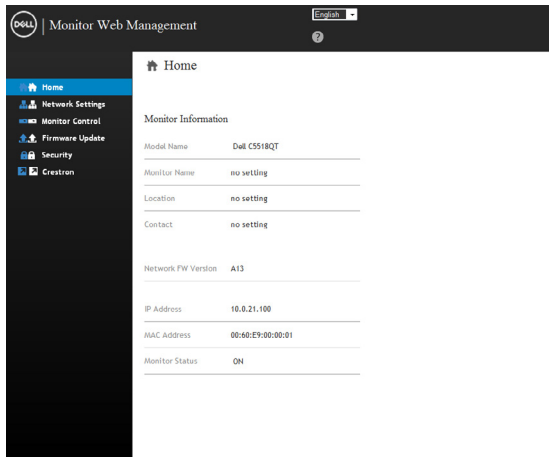 DELL | Monitor Web Management
English
?
Home
Network Settings
Monitor Control
Firmware Update
Security
Crestron
Home
Monitor Information
Model Name Dell C5518QT
Monitor Name no setting
Location no setting
Contact no setting
Network FW Version A13
IP Address 10.0.21.100
MAC Address 00:60:E9:00:00:01
Monitor Status ON